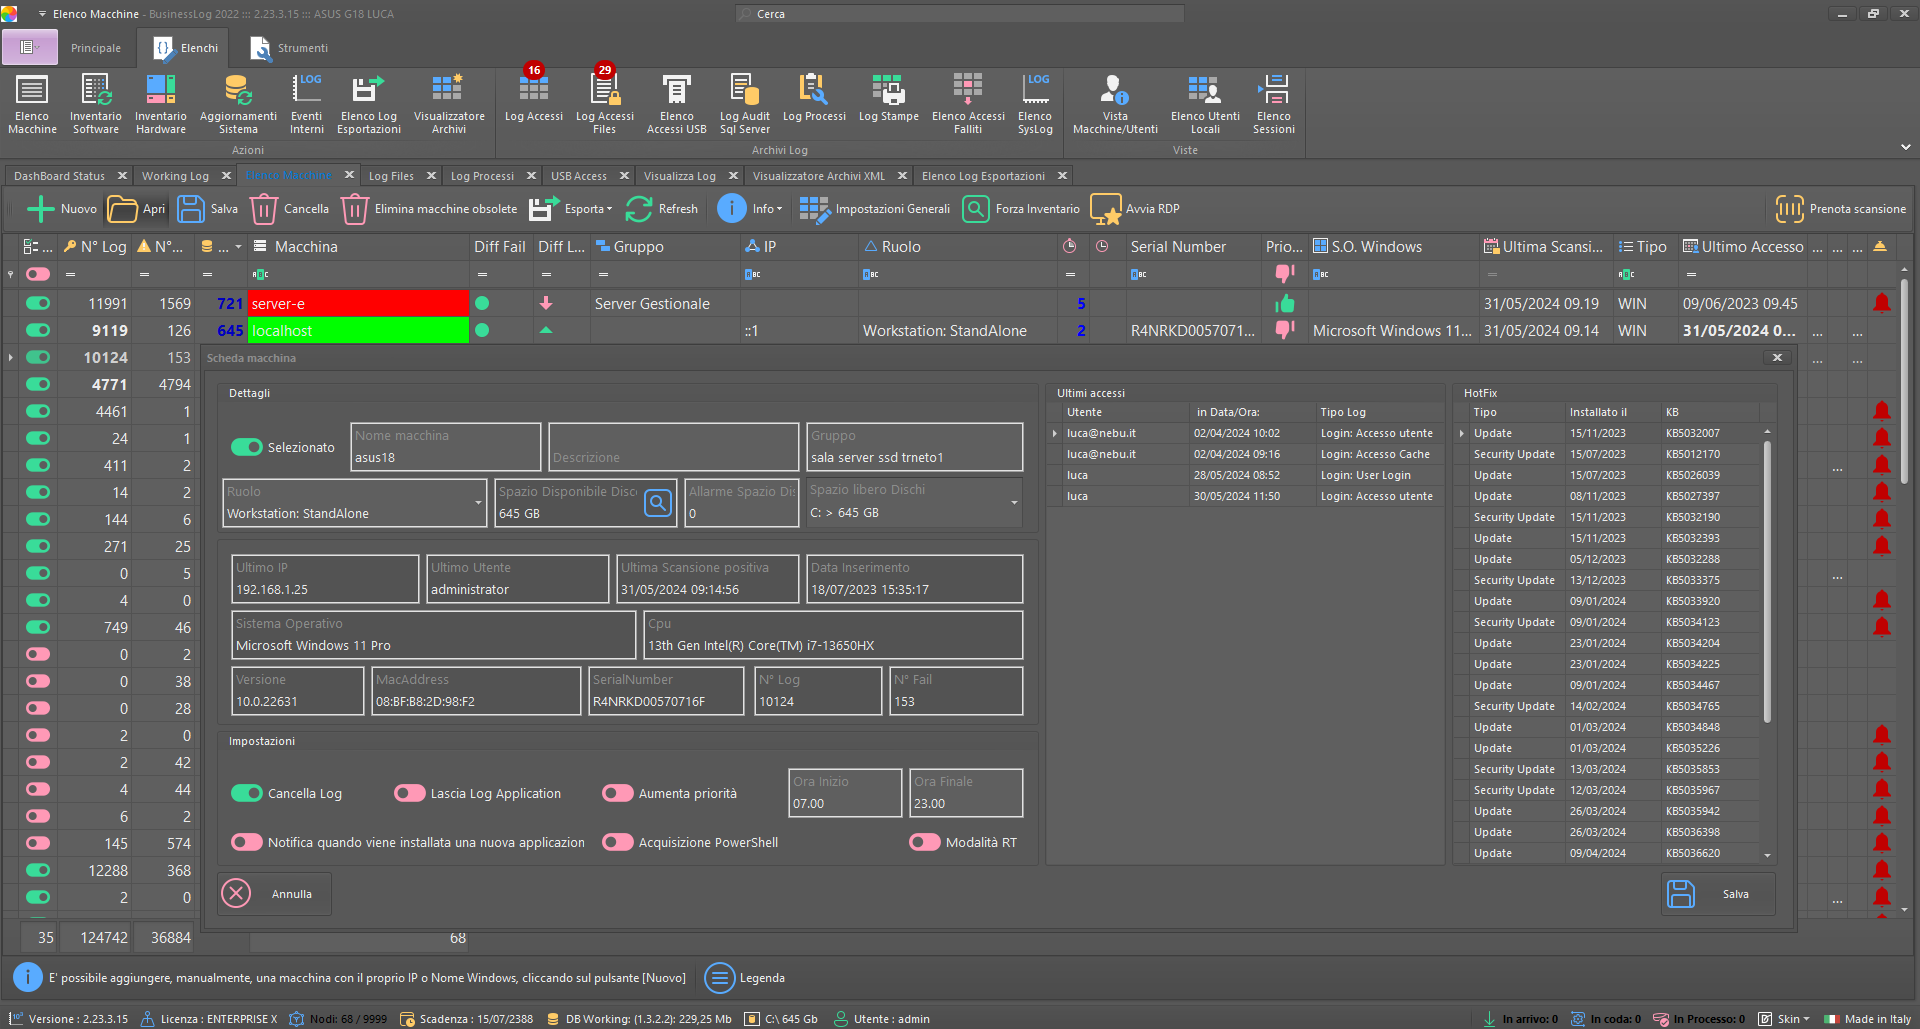 Elenco Macchine - BusinessLog 2022 ::: 2.23.3.15 ::: ASUS G18 LUCA
Cerca
Principale Elenchi Strumenti
16 29
Elenco Macchine
Inventario Software
Inventario Hardware
Aggiornamenti Sistema
Eventi Interni
Elenco Log Esportazioni
Visualizzatore Archivi
Log Accessi
Log Accessi Files
Elenco Accessi USB
Log Audit Sql Server
Log Processi
Log Stampe
Elenco Accessi Falliti
Elenco SysLog
Vista Macchine/Utenti
Elenco Utenti Locali
Elenco Sessioni
Azioni Archivi Log Viste
DashBoard Status Working Log Elenco Macchine Log Files Log Processi USB Access Visualizza Log Visualizzatore Archivi XML Elenco Log Esportazioni
Nuovo Apri Salva Cancella Elimina macchine obsolete Esporta Refresh Info Impostazioni Generali Forza Inventario Avvia RDP Prenota scansione
... N° Log N°... ... Macchina Diff Fail Diff L... Gruppo IP Ruolo Serial Number Prio... S.O. Windows Ultima Scansi... Tipo Ultimo Accesso ... ... ...
11991 1569 721 server-e Server Gestionale 5 31/05/2024 09.19 WIN 09/06/2023 09.45
9119 126 645 localhost ::1 Workstation: StandAlone 2 R4NRKD0057071... Microsoft Windows 11... 31/05/2024 09.14 WIN 31/05/2024 0... ... ...
10124 153
4771 4794
4461 1
24 1
411 2
14 2
144 6
271 25
0 5
4 0
749 46
0 2
0 38
0 28
2 0
2 42
4 44
6 2
145 574
12288 368
2 0
35 124742 36884 68
Scheda macchina
Dettagli
Selezionato
Nome macchina
asus18
Descrizione
Gruppo
sala server ssd trneto1
Ruolo
Workstation: StandAlone
Spazio Disponibile Disc
645 GB
Allarme Spazio Di
0
Spazio libero Dischi
C: > 645 GB
Ultimo IP
192.168.1.25
Ultimo Utente
administrator
Ultima Scansione positiva
31/05/2024 09:14:56
Data Inserimento
18/07/2023 15:35:17
Sistema Operativo
Microsoft Windows 11 Pro
Cpu
13th Gen Intel(R) Core(TM) i7-13650HX
Versione
10.0.22631
MacAddress
08:BF:B8:2D:98:F2
SerialNumber
R4NRKD00570716F
N° Log
10124
N° Fail
153
Impostazioni
Cancella Log Lascia Log Application Aumenta priorità
Ora Inizio
07.00
Ora Finale
23.00
Notifica quando viene installata una nuova applicazion Acquisizione PowerShell Modalità RT
Annulla
Ultimi accessi
Utente in Data/Ora: Tipo Log
luca@nebu.it 02/04/2024 10:02 Login: Accesso utente
luca@nebu.it 02/04/2024 09:16 Login: Accesso Cache
luca 28/05/2024 08:52 Login: User Login
luca 30/05/2024 11:50 Login: Accesso utente
HotFix
Tipo Installato il KB
Update 15/11/2023 KB5032007
Security Update 15/07/2023 KB5012170
Update 15/07/2023 KB5026039
Update 08/11/2023 KB5027397
Security Update 15/11/2023 KB5032190
Update 15/11/2023 KB5032393
Update 05/12/2023 KB5032288
Security Update 13/12/2023 KB5033375
Update 09/01/2024 KB5033920
Security Update 09/01/2024 KB5034123
Update 23/01/2024 KB5034204
Update 23/01/2024 KB5034225
Update 09/01/2024 KB5034467
Security Update 14/02/2024 KB5034765
Update 01/03/2024 KB5034848
Update 01/03/2024 KB5035226
Security Update 13/03/2024 KB5035853
Security Update 12/03/2024 KB5035967
Update 26/03/2024 KB5035942
Update 26/03/2024 KB5036398
Update 09/04/2024 KB5036620
Salva
E' possibile aggiungere, manualmente, una macchina con il proprio IP o Nome Windows, cliccando sul pulsante [Nuovo] Legenda
Versione : 2.23.3.15 Licenza : ENTERPRISE X Nodi: 68 / 9999 Scadenza : 15/07/2388 DB Working: (1.3.2.2): 229,25 Mb C:\ 645 Gb Utente : admin In arrivo: 0 In coda: 0 In Processo: 0 Skin Made in Italy